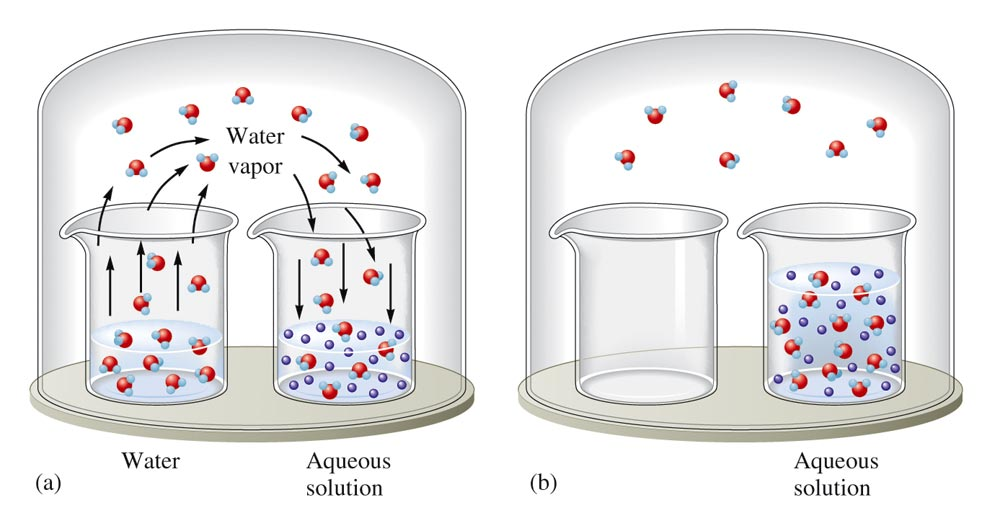 Water
vapor
Water
Aqueous
solution
(a)
Aqueous
solution
(b)